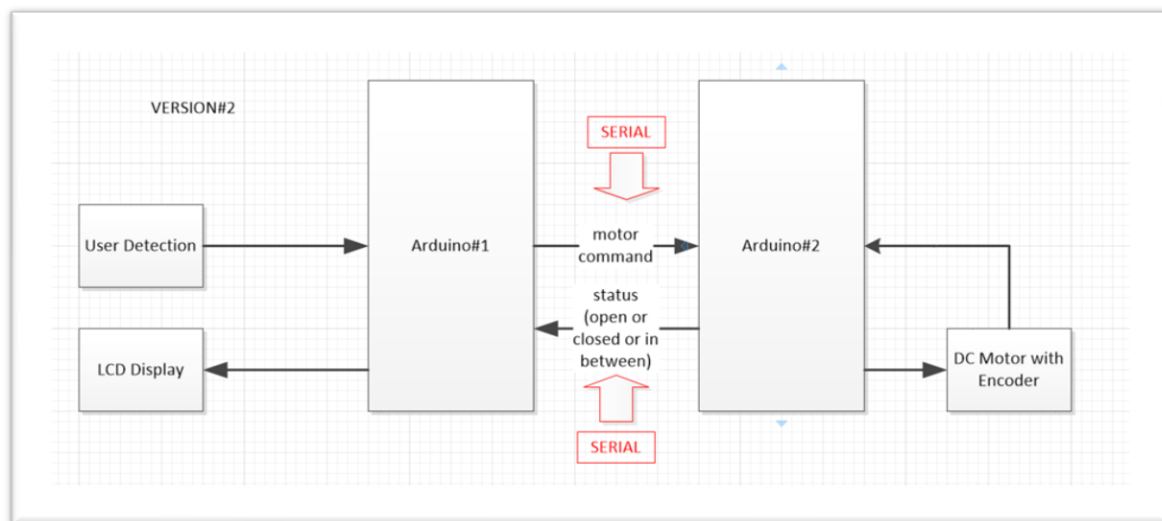 VERSION#2
SERIAL
User Detection
Arduino#1
motor
command
Arduino#2
status
(open or
closed or in
between)
LCD Display
DC Motor with
Encoder
SERIAL